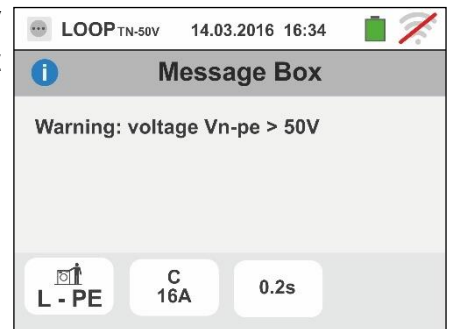 LOOP TN-50V 14.03.2016 16:34
i Message Box
Warning: voltage Vn-pe > 50V
L - PE
C
16A
0.2s